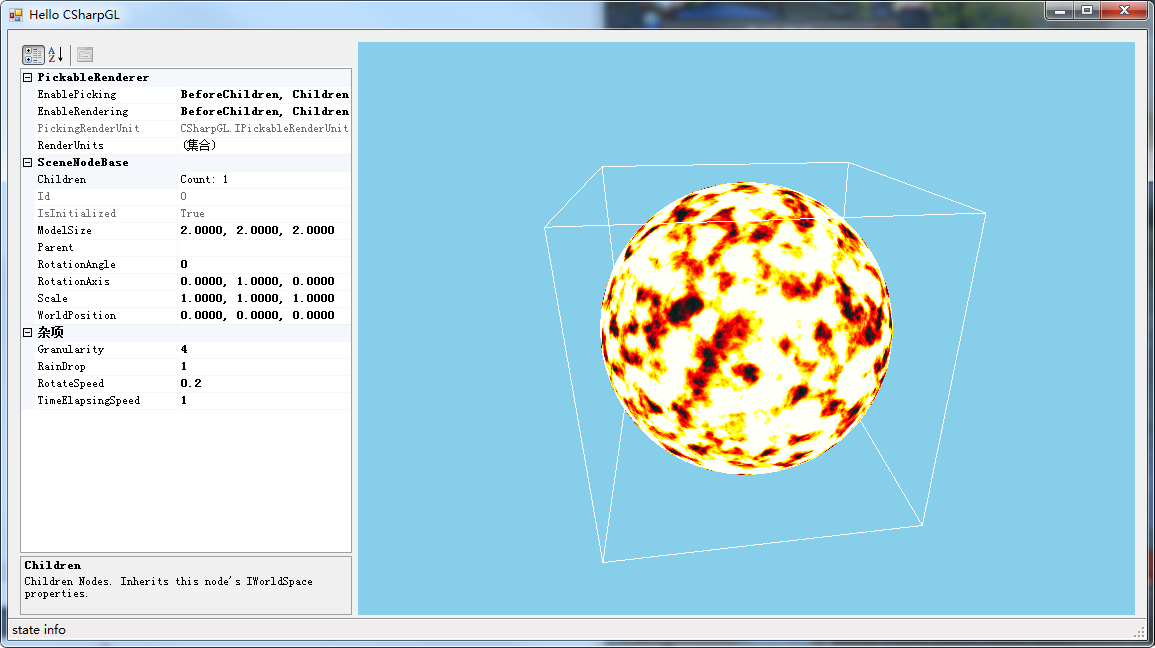 Hello CSharpGL
PickableRenderer
EnablePicking BeforeChildren, Children
EnableRendering BeforeChildren, Children
PickingRenderUnit CSharpGL.IPickableRenderUnit
RenderUnits (集合)
SceneNodeBase
Children Count: 1
Id 0
IsInitialized True
ModelSize 2.0000, 2.0000, 2.0000
Parent
RotationAngle 0
RotationAxis 0.0000, 1.0000, 0.0000
Scale 1.0000, 1.0000, 1.0000
WorldPosition 0.0000, 0.0000, 0.0000
杂项
Granularity 4
RainDrop 1
RotateSpeed 0.2
TimeElapsingSpeed 1
Children
Children Nodes. Inherits this node's IWorldSpace
properties.
state info